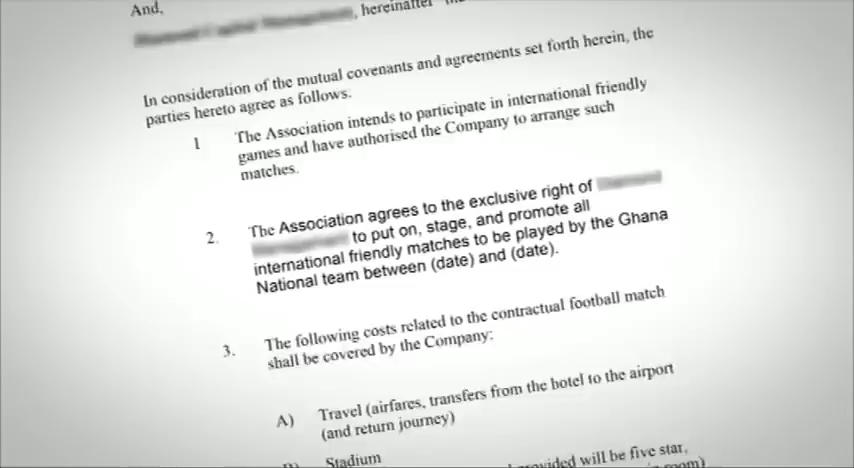 And,
, hereinafter
In consideration of the mutual covenants and agreements set forth herein, the
parties hereto agree as follows.
1 The Association intends to participate in international friendly
games and have authorised the Company to arrange such
matches.
2. The Association agrees to the exclusive right of
to put on, stage, and promote all
international friendly matches to be played by the Ghana
National team between (date) and (date).
3. The following costs related to the contractual football match
shall be covered by the Company:
A) Travel (airfares, transfers from the hotel to the airport
(and return journey)
Stadium
will be five star,